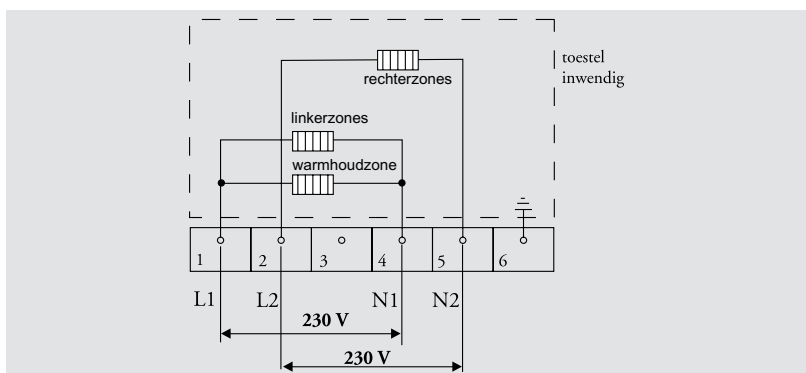 toestel
inwendig
rechterzones
linkerzones
warmhoudzone
1 2 3 4 5 6
L1 L2 N1 N2
230 V
230 V